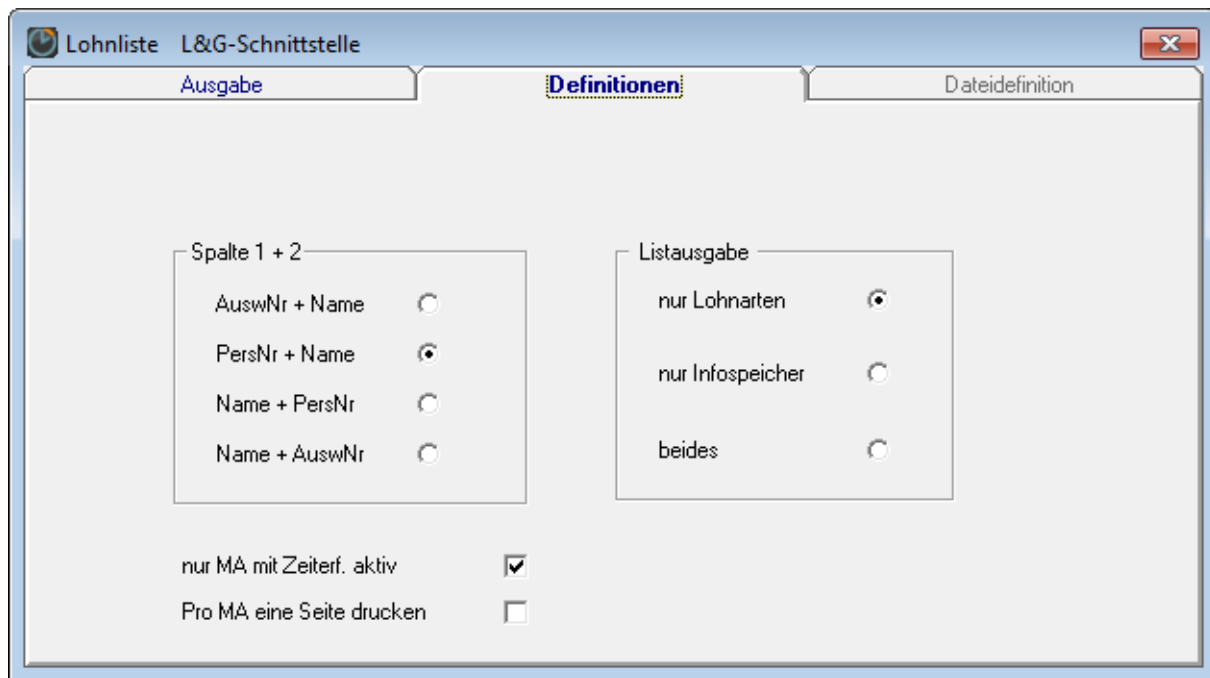 Lohnliste L&G-Schnittstelle
Ausgabe Definitionen Dateidefinition
Spalte 1 + 2
AuswNr + Name
PersNr + Name
Name + PersNr
Name + AuswNr
Listausgabe
nur Lohnarten
nur Infospeicher
beides
nur MA mit Zeiterf. aktiv
Pro MA eine Seite drucken